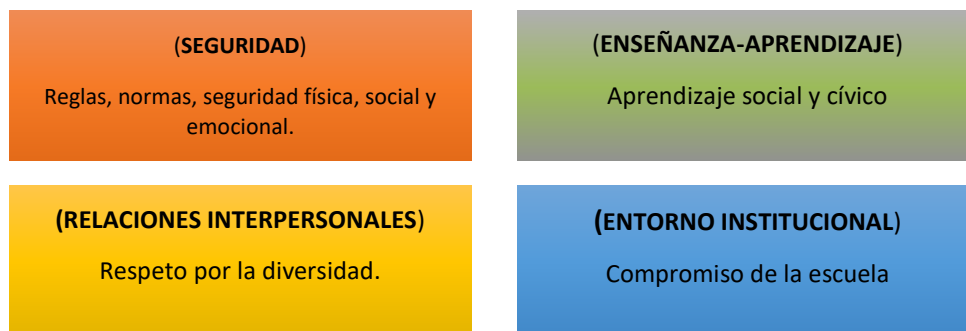 (SEGURIDAD)
Reglas, normas, seguridad física, social y
emocional.
(ENSEÑANZA-APRENDIZAJE)
Aprendizaje social y cívico
(RELACIONES INTERPERSONALES)
Respeto por la diversidad.
(ENTORNO INSTITUCIONAL)
Compromiso de la escuela